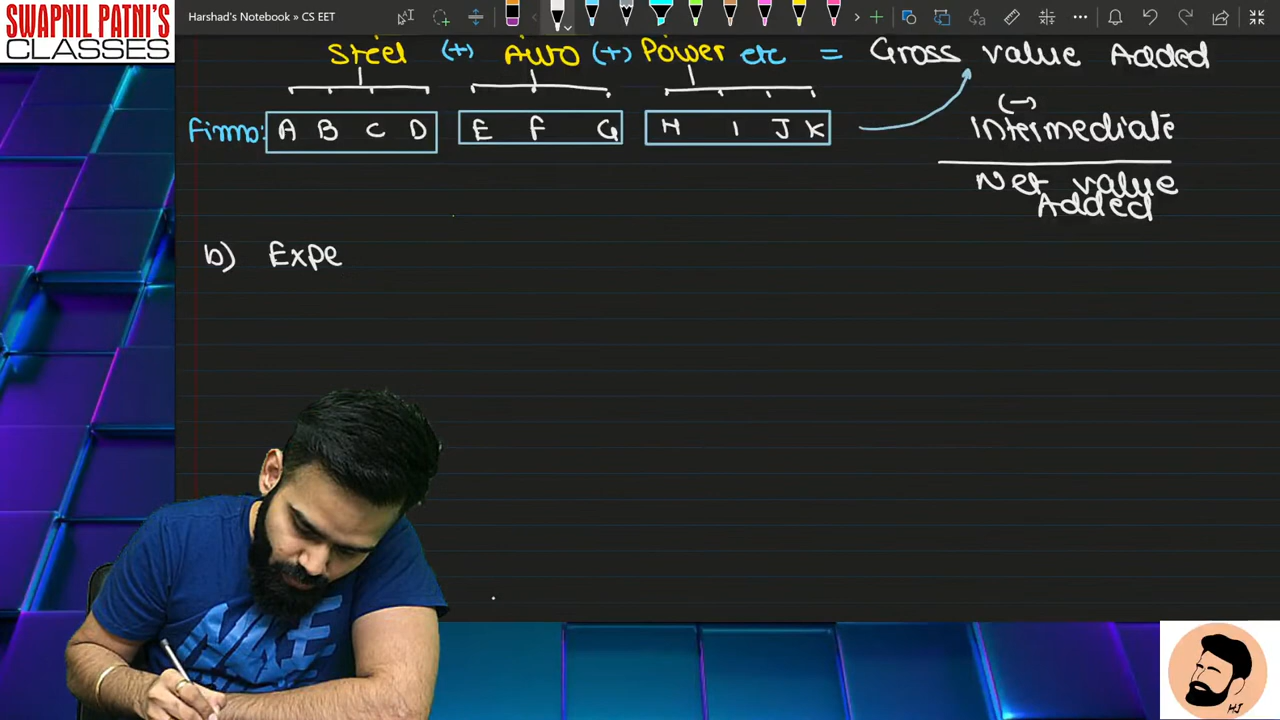 SWAPNIL PATNI'S
CLASSES
Harshad's Notebook » CS EET
Steel (+) Auto (+) Power etc = Gross value Added
Firms: A B C D E F G H I J K
(-)
Intermediate
Net value
Added
b) Expe
HJ